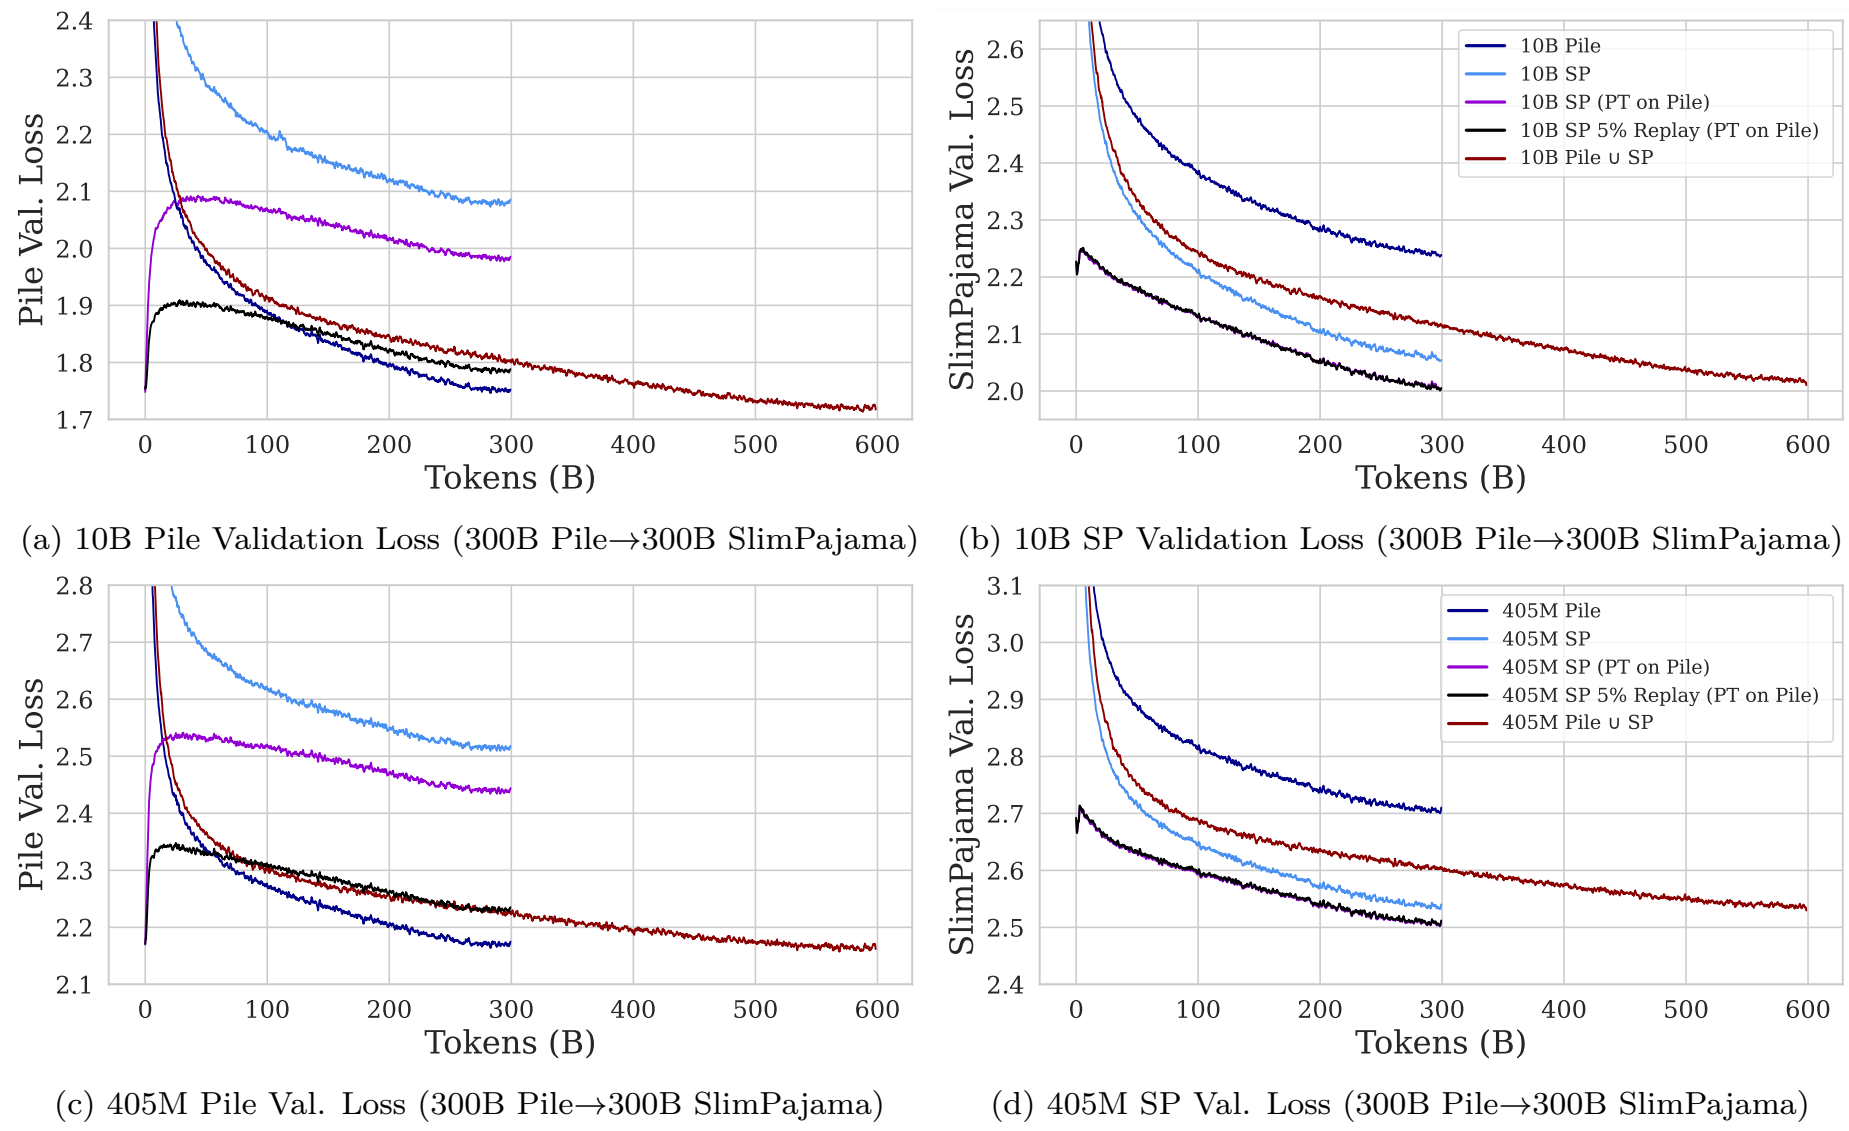 2.4
2.3
2.2
2.1
2.0
1.9
1.8
1.7
Pile Val. Loss
0 100 200 300 400 500 600
Tokens (B)
(a) 10B Pile Validation Loss (300B Pile→300B SlimPajama)
2.6
2.5
2.4
2.3
2.2
2.1
2.0
SlimPajama Val. Loss
10B Pile
10B SP
10B SP (PT on Pile)
10B SP 5% Replay (PT on Pile)
10B Pile ∪ SP
0 100 200 300 400 500 600
Tokens (B)
(b) 10B SP Validation Loss (300B Pile→300B SlimPajama)
2.8
2.7
2.6
2.5
2.4
2.3
2.2
2.1
Pile Val. Loss
0 100 200 300 400 500 600
Tokens (B)
(c) 405M Pile Val. Loss (300B Pile→300B SlimPajama)
3.1
3.0
2.9
2.8
2.7
2.6
2.5
2.4
SlimPajama Val. Loss
405M Pile
405M SP
405M SP (PT on Pile)
405M SP 5% Replay (PT on Pile)
405M Pile ∪ SP
0 100 200 300 400 500 600
Tokens (B)
(d) 405M SP Val. Loss (300B Pile→300B SlimPajama)